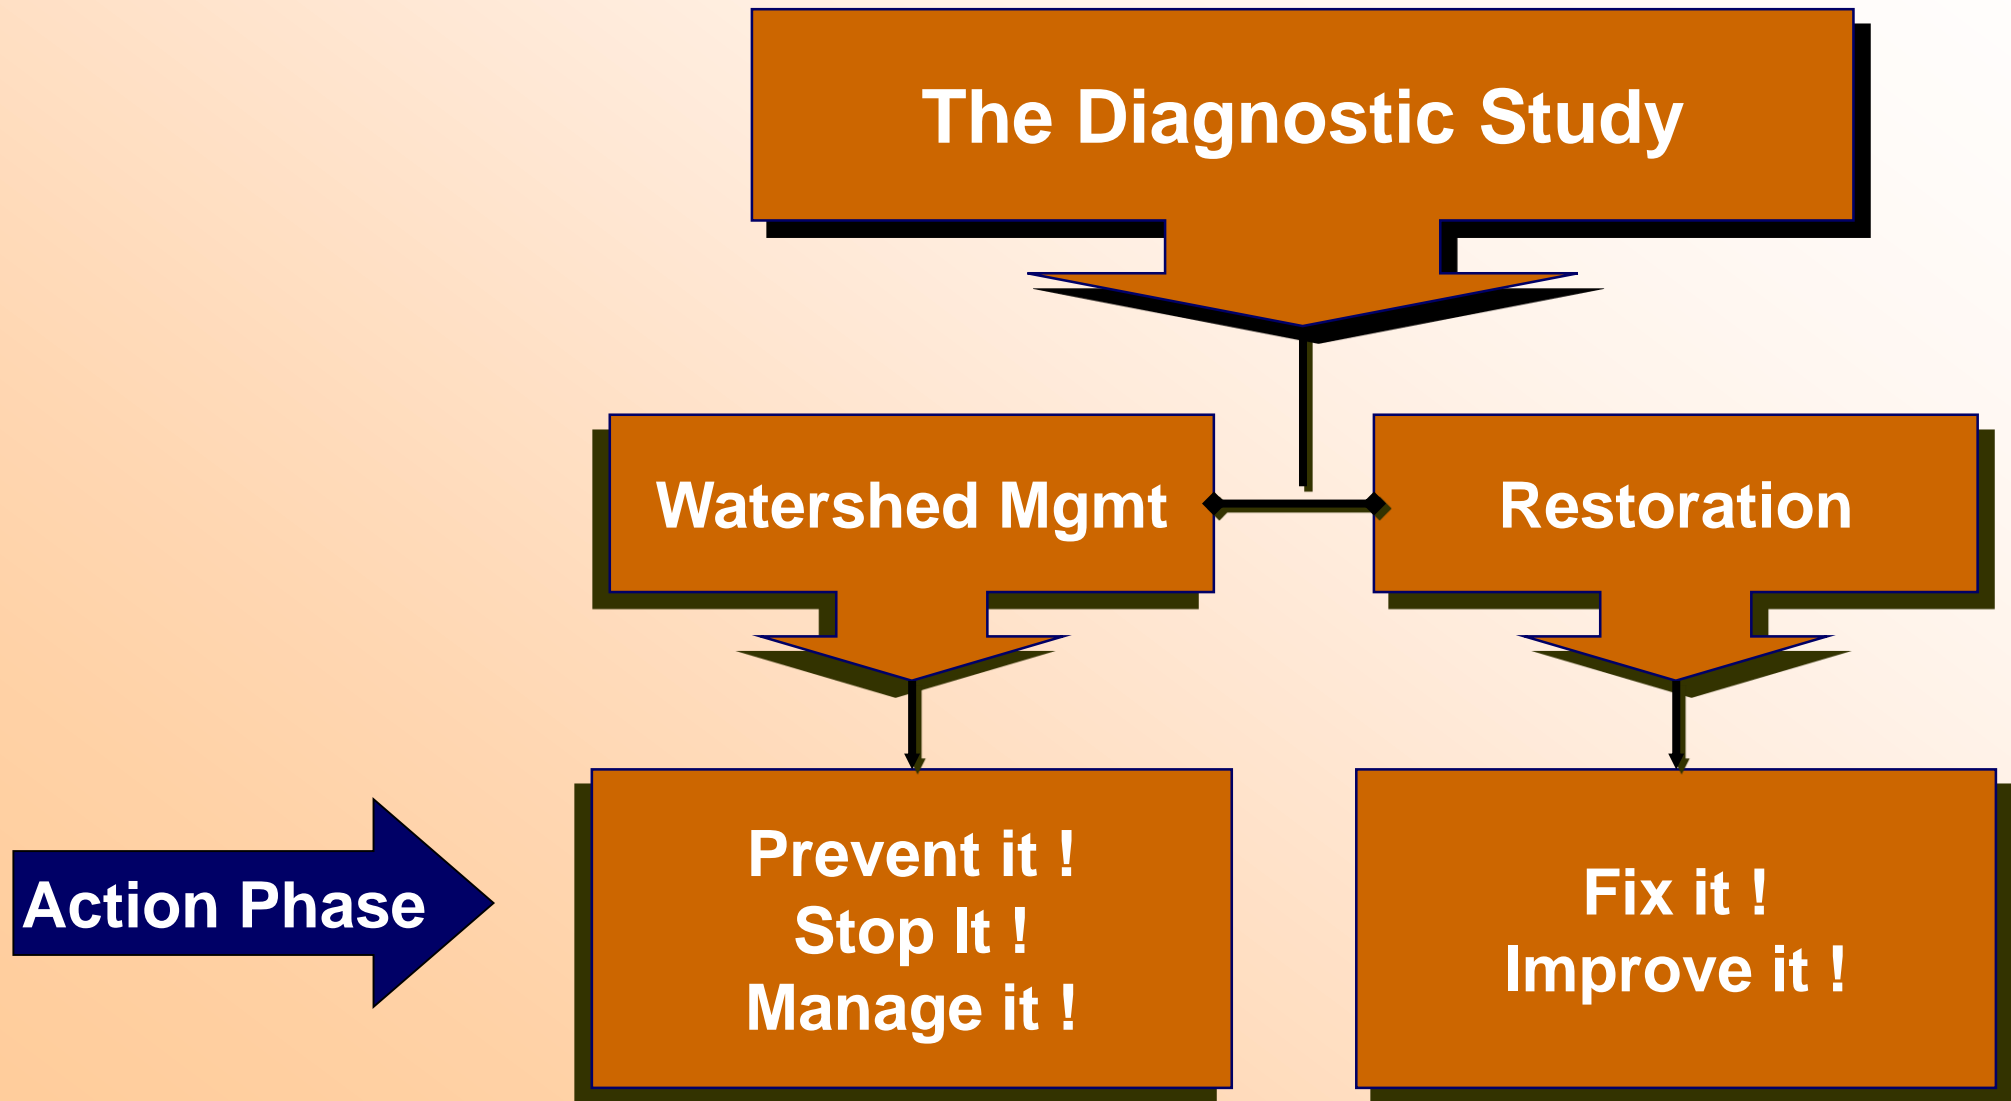 The Diagnostic Study
Watershed Mgmt
Restoration
Action Phase
Prevent it !
Stop It !
Manage it !
Fix it !
Improve it !